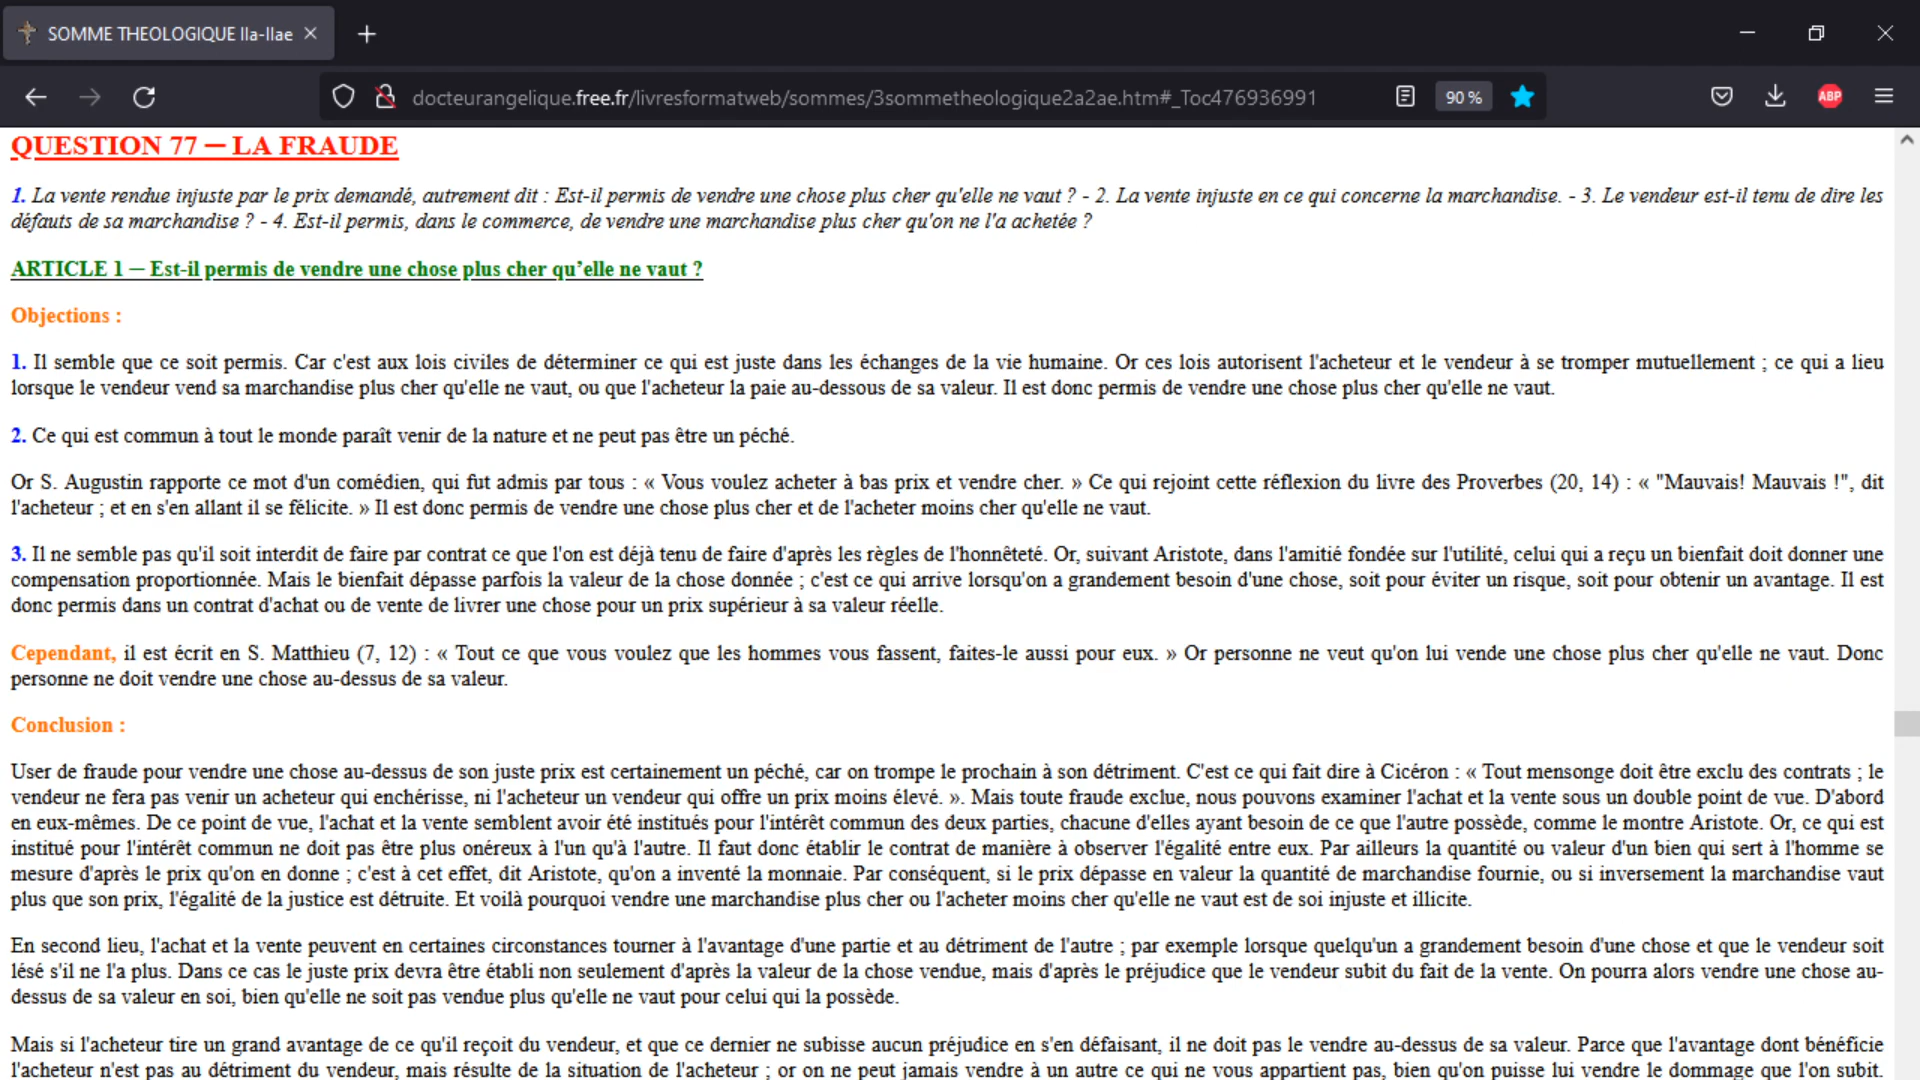 SOMME THEOLOGIQUE IIa-IIae
docteurangelique.free.fr/livresformatweb/sommes/3sommetheologique2a2ae.htm#_Toc476936991
90 %
ABP
QUESTION 77 — LA FRAUDE
1. La vente rendue injuste par le prix demandé, autrement dit : Est-il permis de vendre une chose plus cher qu'elle ne vaut ? - 2. La vente injuste en ce qui concerne la marchandise. - 3. Le vendeur est-il tenu de dire les
défauts de sa marchandise ? - 4. Est-il permis, dans le commerce, de vendre une marchandise plus cher qu'on ne l'a achetée ?
ARTICLE 1 — Est-il permis de vendre une chose plus cher qu’elle ne vaut ?
Objections :
1. Il semble que ce soit permis. Car c'est aux lois civiles de déterminer ce qui est juste dans les échanges de la vie humaine. Or ces lois autorisent l'acheteur et le vendeur à se tromper mutuellement ; ce qui a lieu
lorsque le vendeur vend sa marchandise plus cher qu'elle ne vaut, ou que l'acheteur la paie au-dessous de sa valeur. Il est donc permis de vendre une chose plus cher qu'elle ne vaut.
2. Ce qui est commun à tout le monde paraît venir de la nature et ne peut pas être un péché.
Or S. Augustin rapporte ce mot d'un comédien, qui fut admis par tous : « Vous voulez acheter à bas prix et vendre cher. » Ce qui rejoint cette réflexion du livre des Proverbes (20, 14) : « "Mauvais! Mauvais !", dit
l'acheteur ; et en s'en allant il se félicite. » Il est donc permis de vendre une chose plus cher et de l'acheter moins cher qu'elle ne vaut.
3. Il ne semble pas qu'il soit interdit de faire par contrat ce que l'on est déjà tenu de faire d'après les règles de l'honnêteté. Or, suivant Aristote, dans l'amitié fondée sur l'utilité, celui qui a reçu un bienfait doit donner une
compensation proportionnée. Mais le bienfait dépasse parfois la valeur de la chose donnée ; c'est ce qui arrive lorsqu'on a grandement besoin d'une chose, soit pour éviter un risque, soit pour obtenir un avantage. Il est
donc permis dans un contrat d'achat ou de vente de livrer une chose pour un prix supérieur à sa valeur réelle.
Cependant, il est écrit en S. Matthieu (7, 12) : « Tout ce que vous voulez que les hommes vous fassent, faites-le aussi pour eux. » Or personne ne veut qu'on lui vende une chose plus cher qu'elle ne vaut. Donc
personne ne doit vendre une chose au-dessus de sa valeur.
Conclusion :
User de fraude pour vendre une chose au-dessus de son juste prix est certainement un péché, car on trompe le prochain à son détriment. C'est ce qui fait dire à Cicéron : « Tout mensonge doit être exclu des contrats ; le
vendeur ne fera pas venir un acheteur qui enchérisse, ni l'acheteur un vendeur qui offre un prix moins élevé. ». Mais toute fraude exclue, nous pouvons examiner l'achat et la vente sous un double point de vue. D'abord
en eux-mêmes. De ce point de vue, l'achat et la vente semblent avoir été institués pour l'intérêt commun des deux parties, chacune d'elles ayant besoin de ce que l'autre possède, comme le montre Aristote. Or, ce qui est
institué pour l'intérêt commun ne doit pas être plus onéreux à l'un qu'à l'autre. Il faut donc établir le contrat de manière à observer l'égalité entre eux. Par ailleurs la quantité ou valeur d'un bien qui sert à l'homme se
mesure d'après le prix qu'on en donne ; c'est à cet effet, dit Aristote, qu'on a inventé la monnaie. Par conséquent, si le prix dépasse en valeur la quantité de marchandise fournie, ou si inversement la marchandise vaut
plus que son prix, l'égalité de la justice est détruite. Et voilà pourquoi vendre une marchandise plus cher ou l'acheter moins cher qu'elle ne vaut est de soi injuste et illicite.
En second lieu, l'achat et la vente peuvent en certaines circonstances tourner à l'avantage d'une partie et au détriment de l'autre ; par exemple lorsque quelqu'un a grandement besoin d'une chose et que le vendeur soit
lésé s'il ne l'a plus. Dans ce cas le juste prix devra être établi non seulement d'après la valeur de la chose vendue, mais d'après le préjudice que le vendeur subit du fait de la vente. On pourra alors vendre une chose au-
dessus de sa valeur en soi, bien qu'elle ne soit pas vendue plus qu'elle ne vaut pour celui qui la possède.
Mais si l'acheteur tire un grand avantage de ce qu'il reçoit du vendeur, et que ce dernier ne subisse aucun préjudice en s'en défaisant, il ne doit pas le vendre au-dessus de sa valeur. Parce que l'avantage dont bénéficie
l'acheteur n'est pas au détriment du vendeur, mais résulte de la situation de l'acheteur ; or on ne peut jamais vendre à un autre ce qui ne vous appartient pas, bien qu'on puisse lui vendre le dommage que l'on subit.